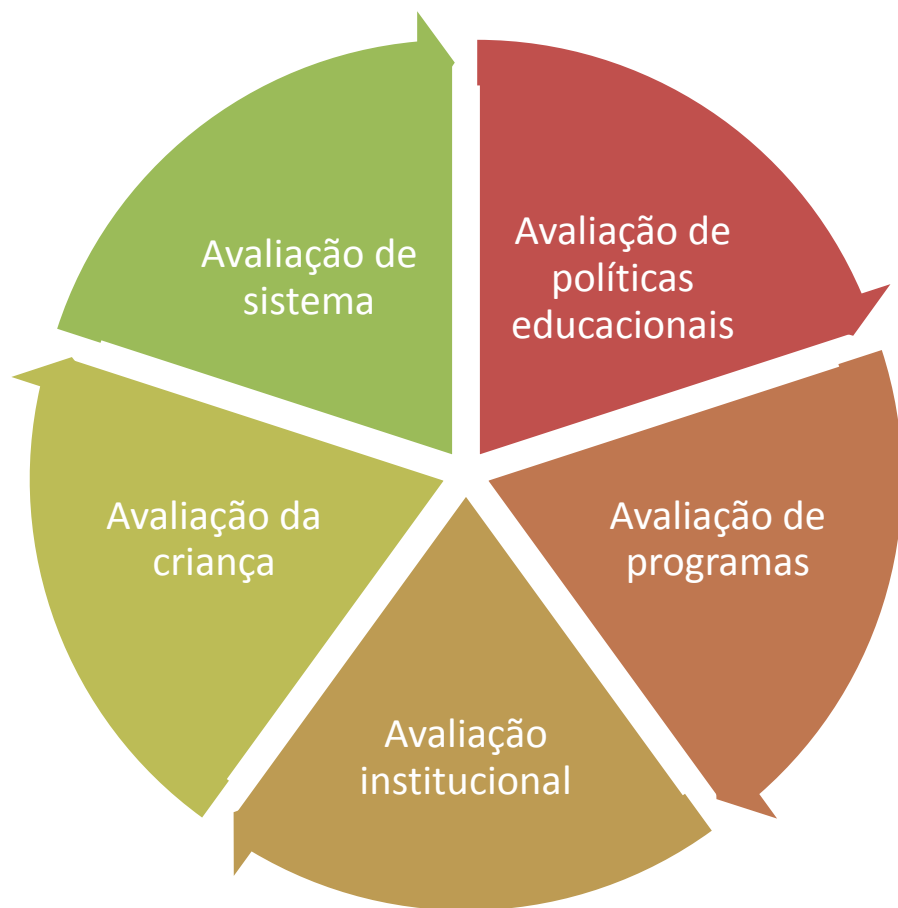 Avaliação de
políticas
educacionais
Avaliação de
programas
Avaliação
institucional
Avaliação da
criança
Avaliação de
sistema